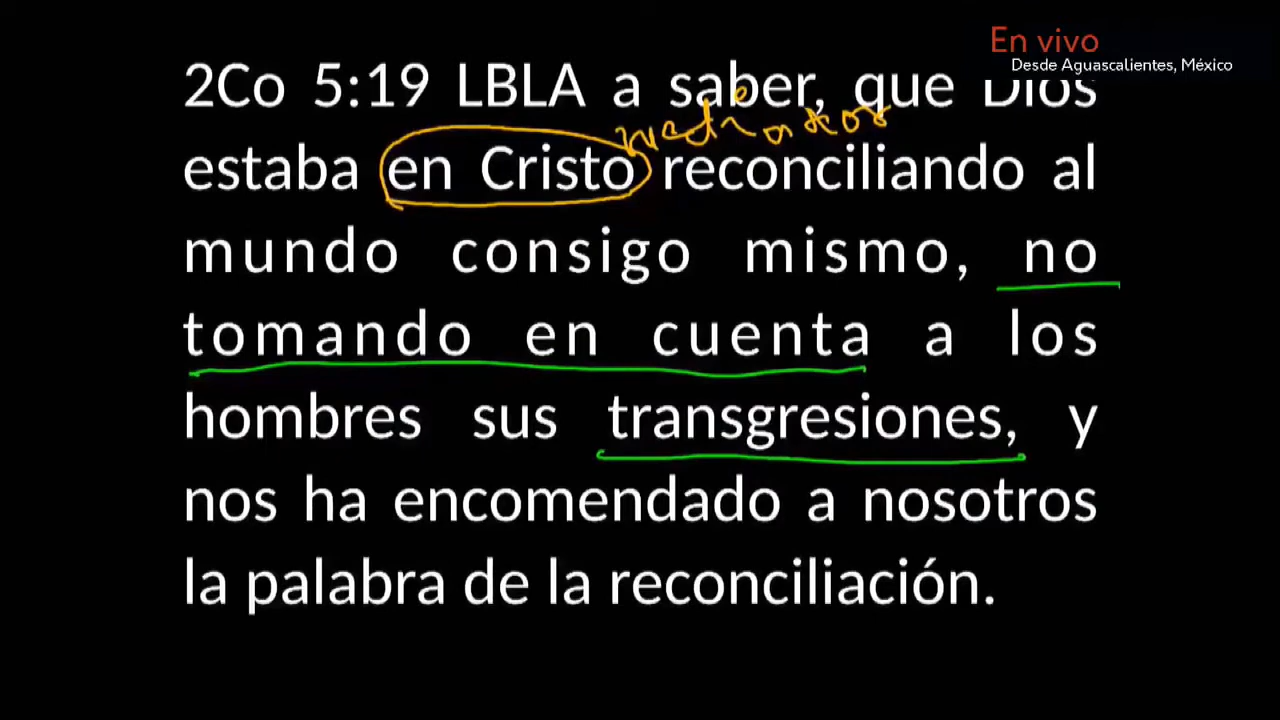 En vivo
Desde Aguascalientes, México
2Co 5:19 LBLA a saber, que Dios
mediator
estaba en Cristo reconciliando al
mundo consigo mismo, no
tomando en cuenta a los
hombres sus transgresiones, y
nos ha encomendado a nosotros
la palabra de la reconciliación.